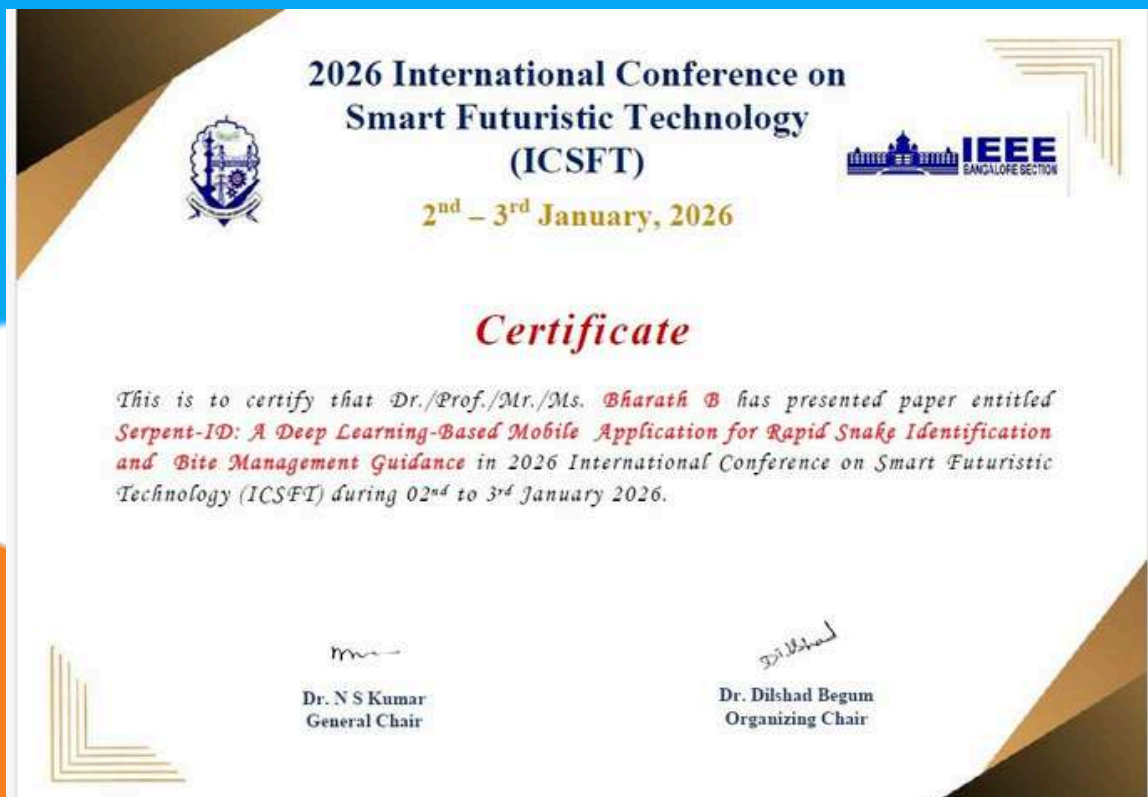 2026 International Conference on
Smart Futuristic Technology
(ICSFT)
IEEE
BANGALORE SECTION
2nd – 3rd January, 2026
Certificate
This is to certify that Dr./Prof./Mr./Ms. Bharath B has presented paper entitled
Serpent-ID: A Deep Learning-Based Mobile Application for Rapid Snake Identification
and Bite Management Guidance in 2026 International Conference on Smart Futuristic
Technology (ICSFT) during 02nd to 3rd January 2026.
Dilshad
Dr. N S Kumar
General Chair
Dr. Dilshad Begum
Organizing Chair